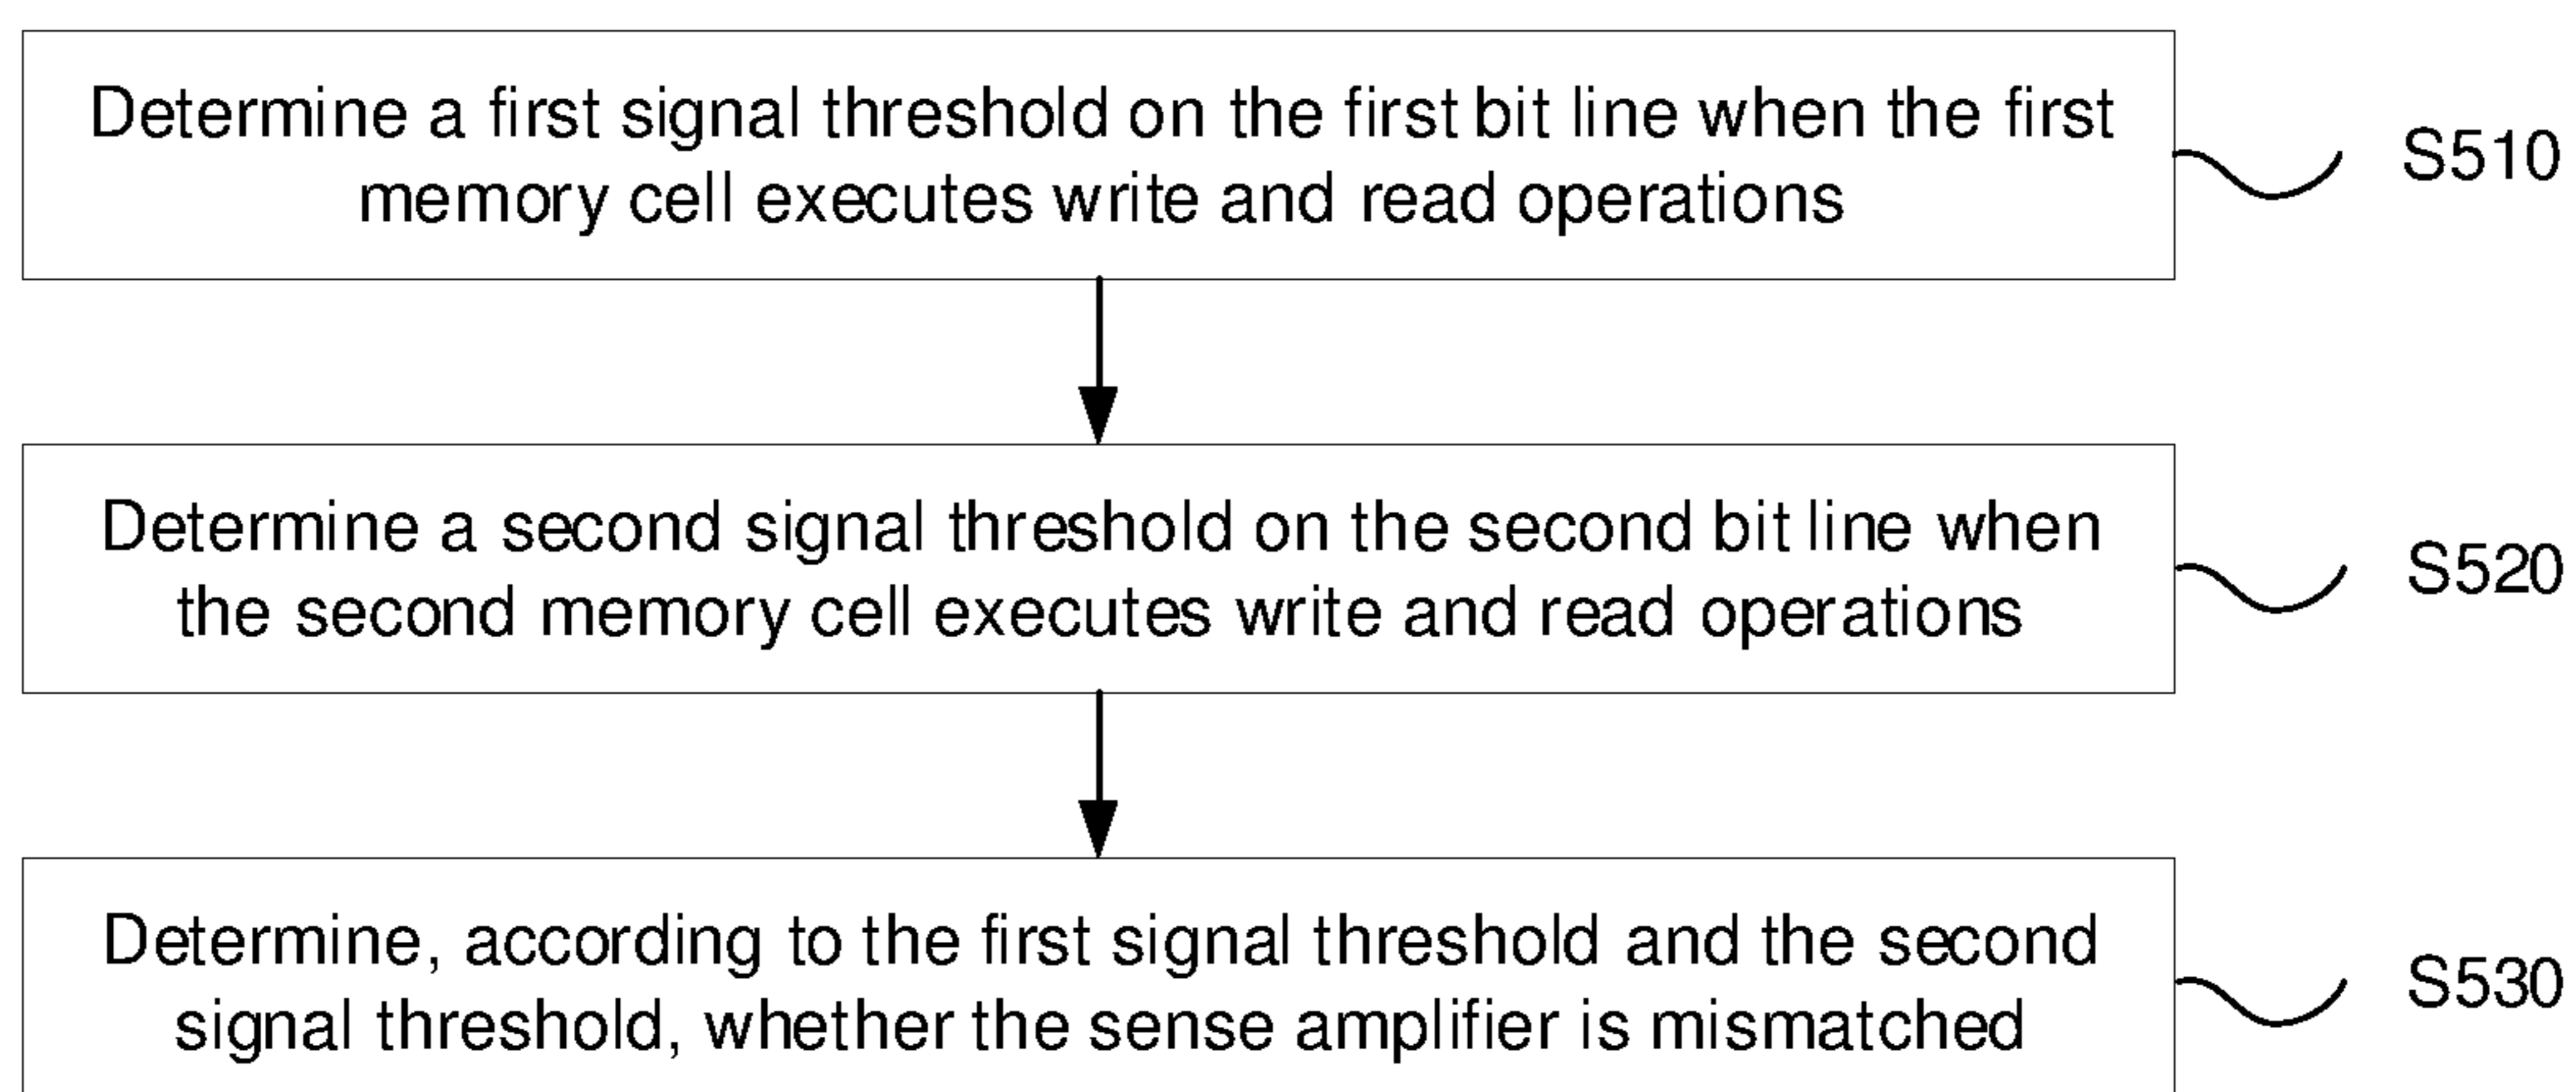 Determine a first signal threshold on the first bit line when the first
memory cell executes write and read operations
S510
Determine a second signal threshold on the second bit line when
the second memory cell executes write and read operations
S520
Determine, according to the first signal threshold and the second
signal threshold, whether the sense amplifier is mismatched
S530